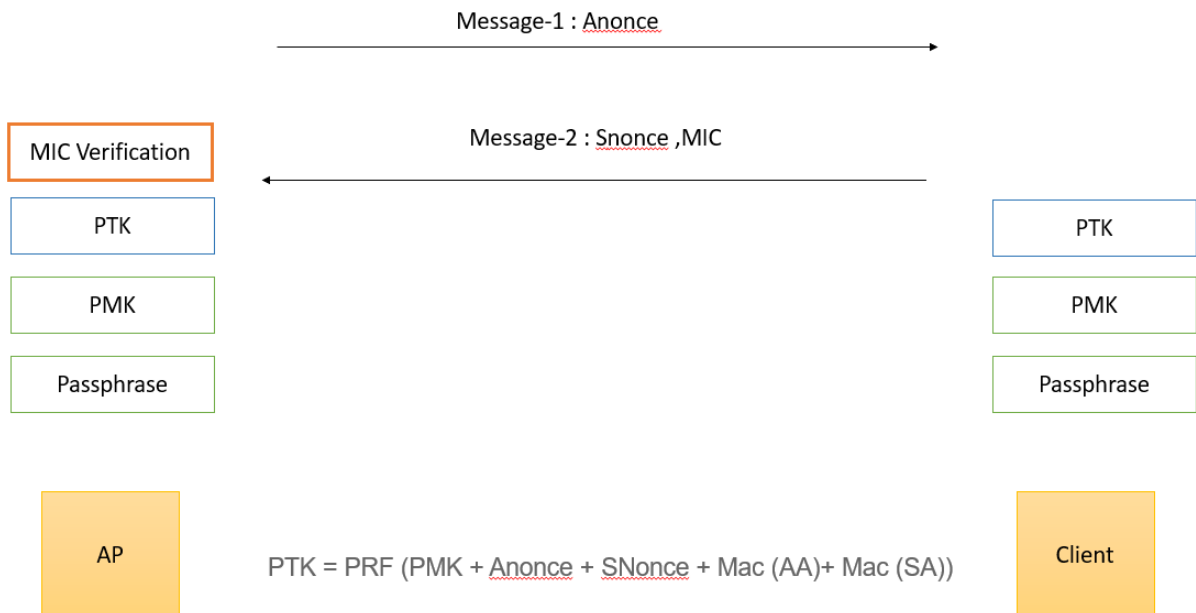 Message-1 : Anonce
Message-2 : Snonce ,MIC
MIC Verification
PTK
PTK
PMK
PMK
Passphrase
Passphrase
AP
PTK = PRF (PMK + Anonce + SNonce + Mac (AA)+ Mac (SA))
Client